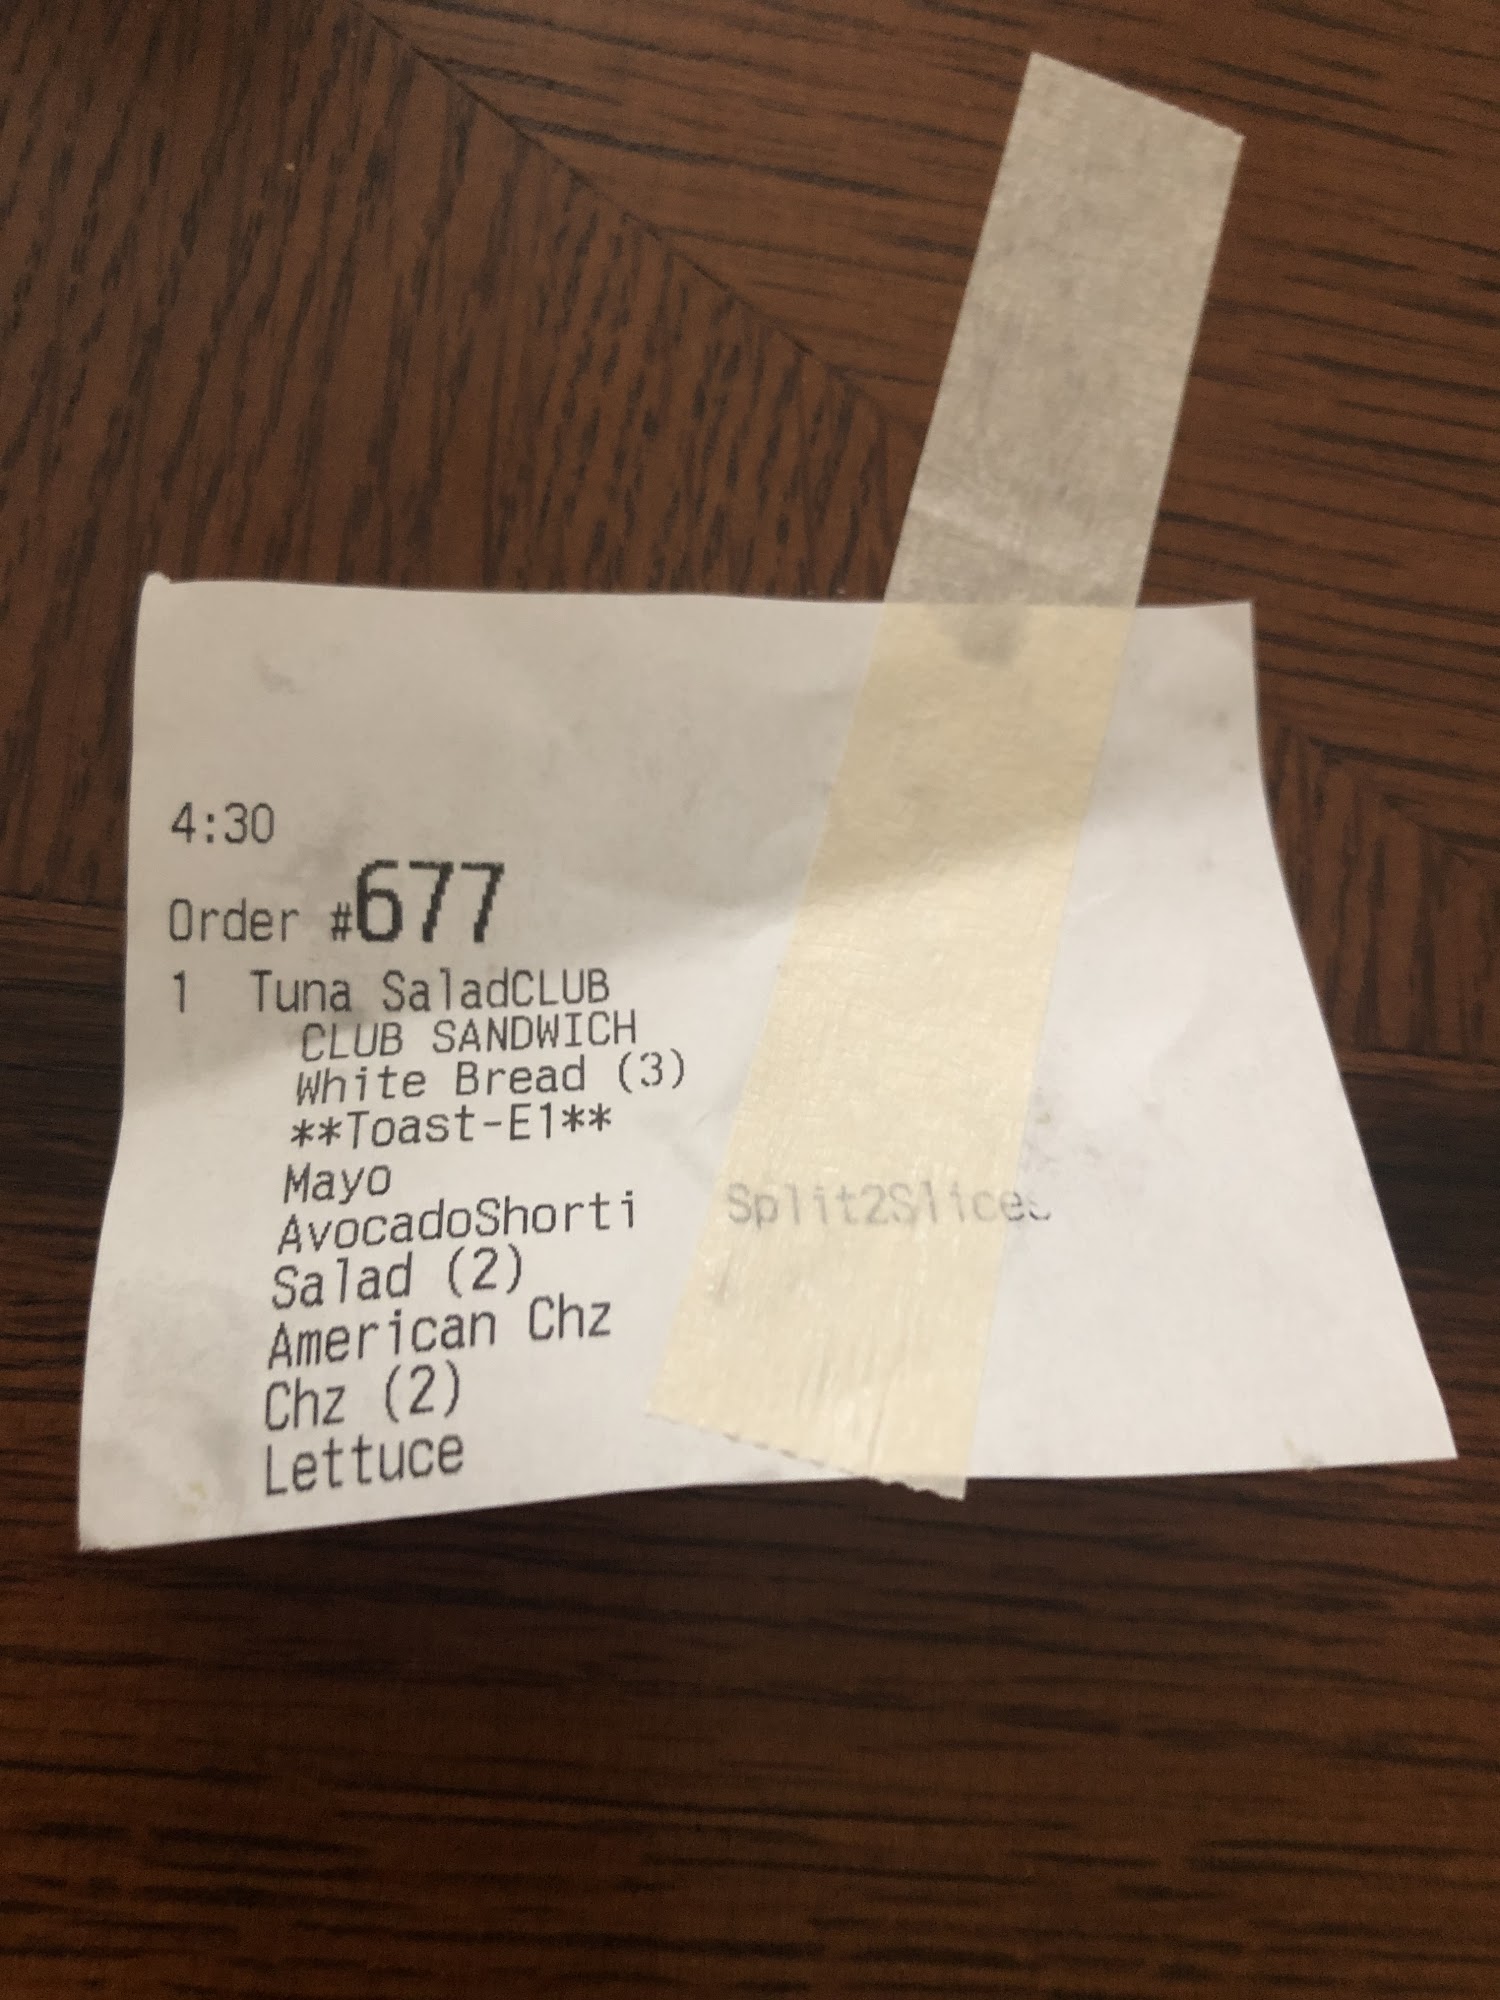 4:30
Order #677
1 Tuna SaladCLUB
CLUB SANDWICH
White Bread (3)
**Toast-E1**
Mayo
AvocadoShorti Split2Slices
Salad (2)
American Chz
Chz (2)
Lettuce